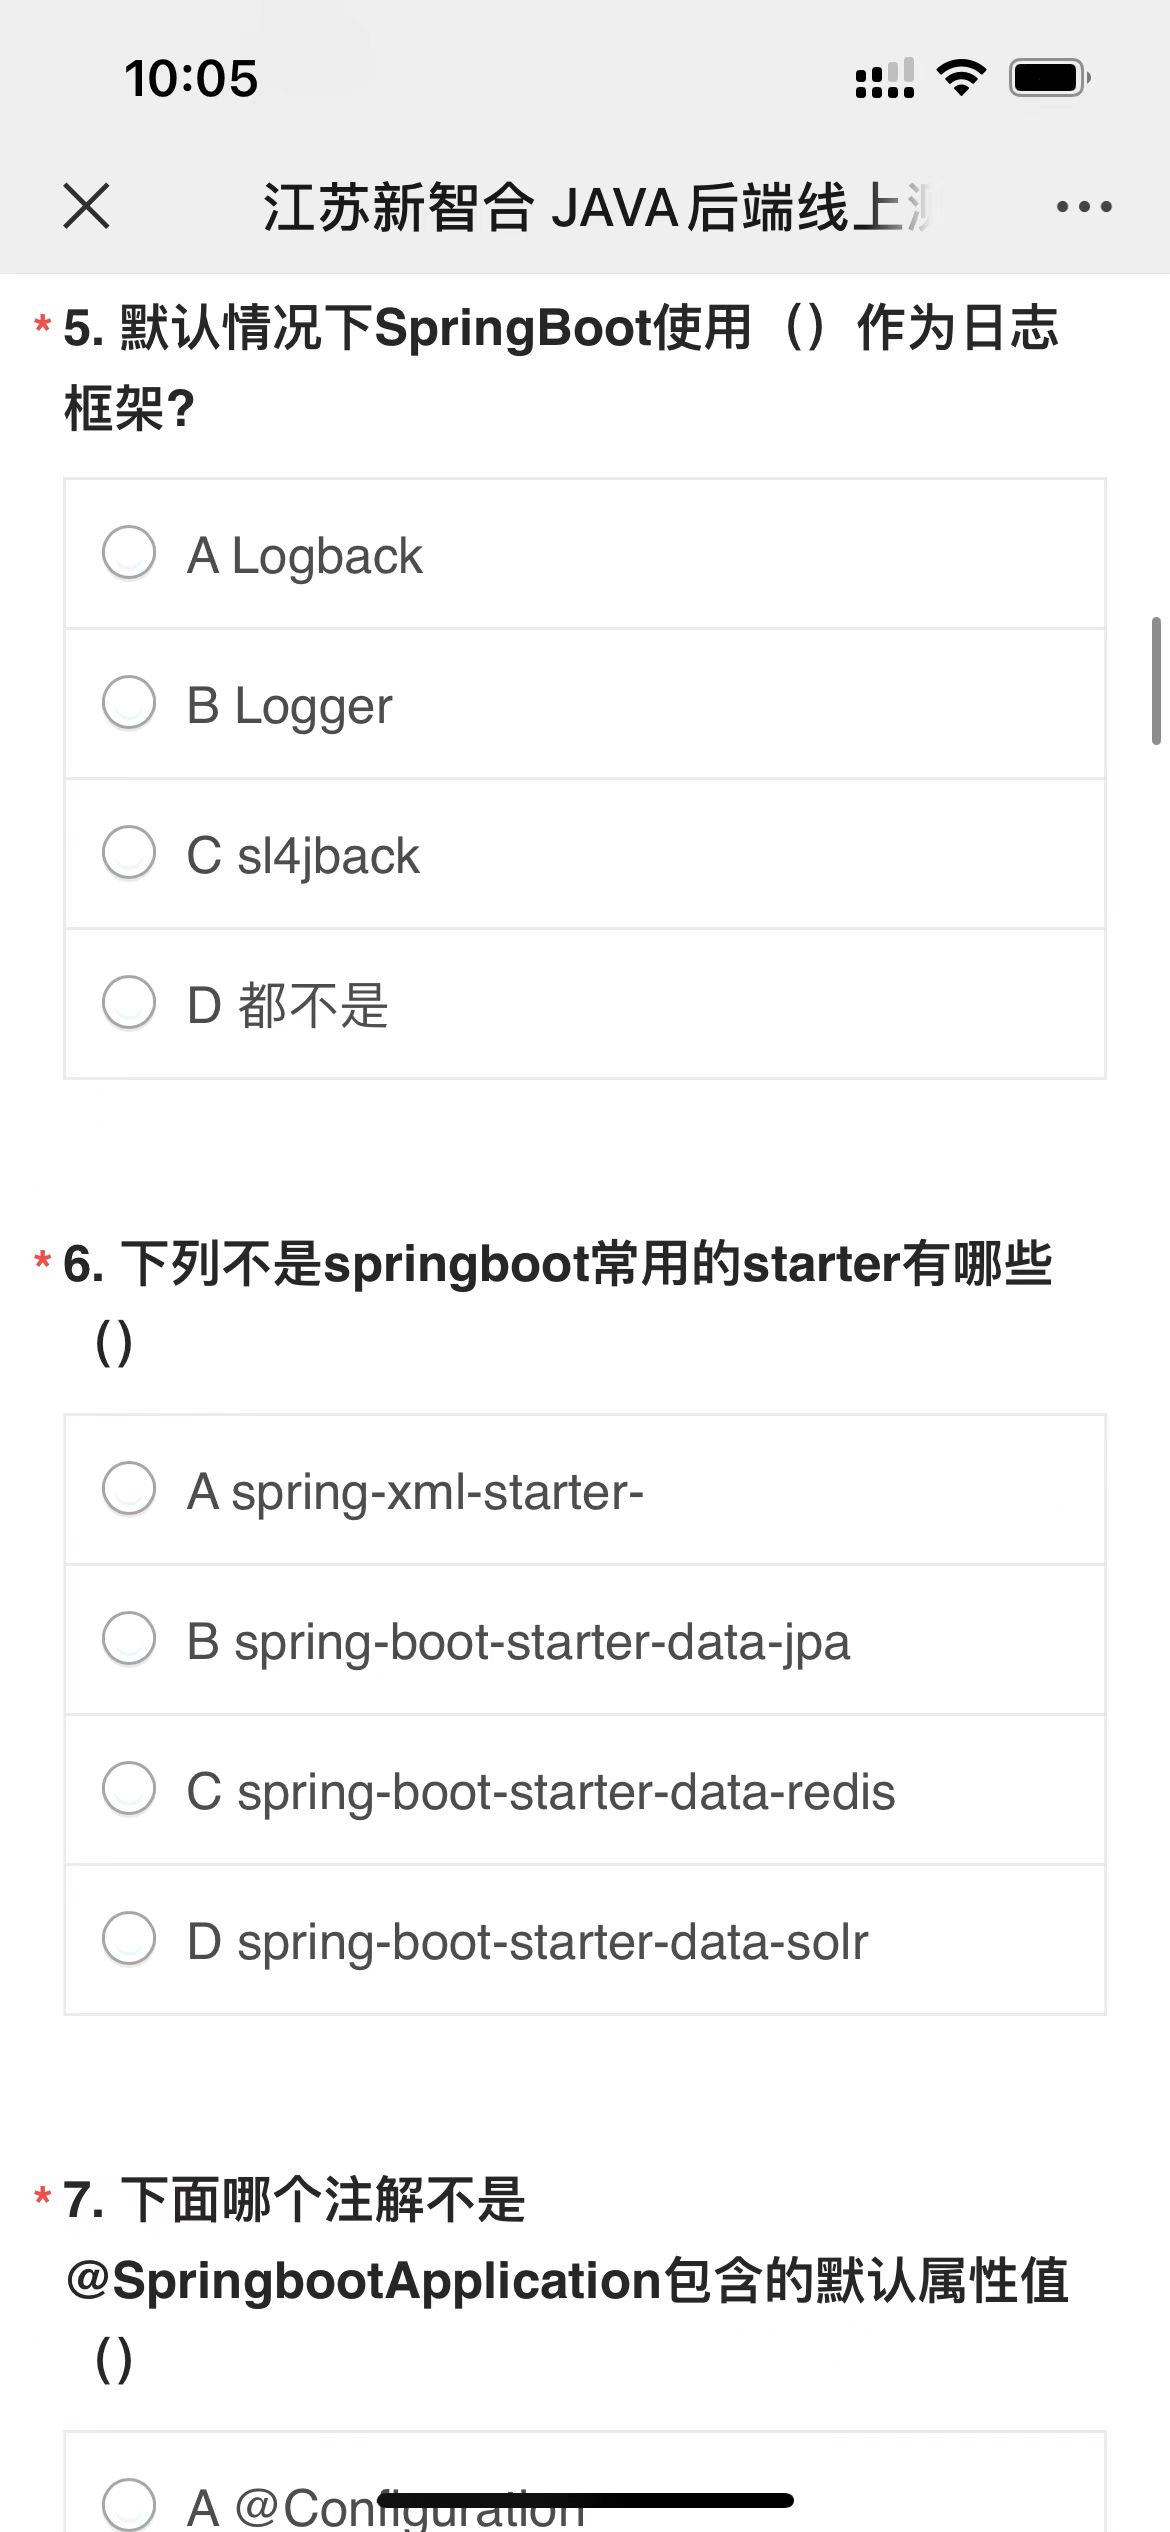 10:05
江苏新智合 JAVA后端线上
* 5. 默认情况下SpringBoot使用（）作为日志
框架?
A Logback
B Logger
C sl4jback
D 都不是
* 6. 下列不是springboot常用的starter有哪些
（）
A spring-xml-starter-
B spring-boot-starter-data-jpa
C spring-boot-starter-data-redis
D spring-boot-starter-data-solr
* 7. 下面哪个注解不是
@SpringbootApplication包含的默认属性值
（）
A @Configuration